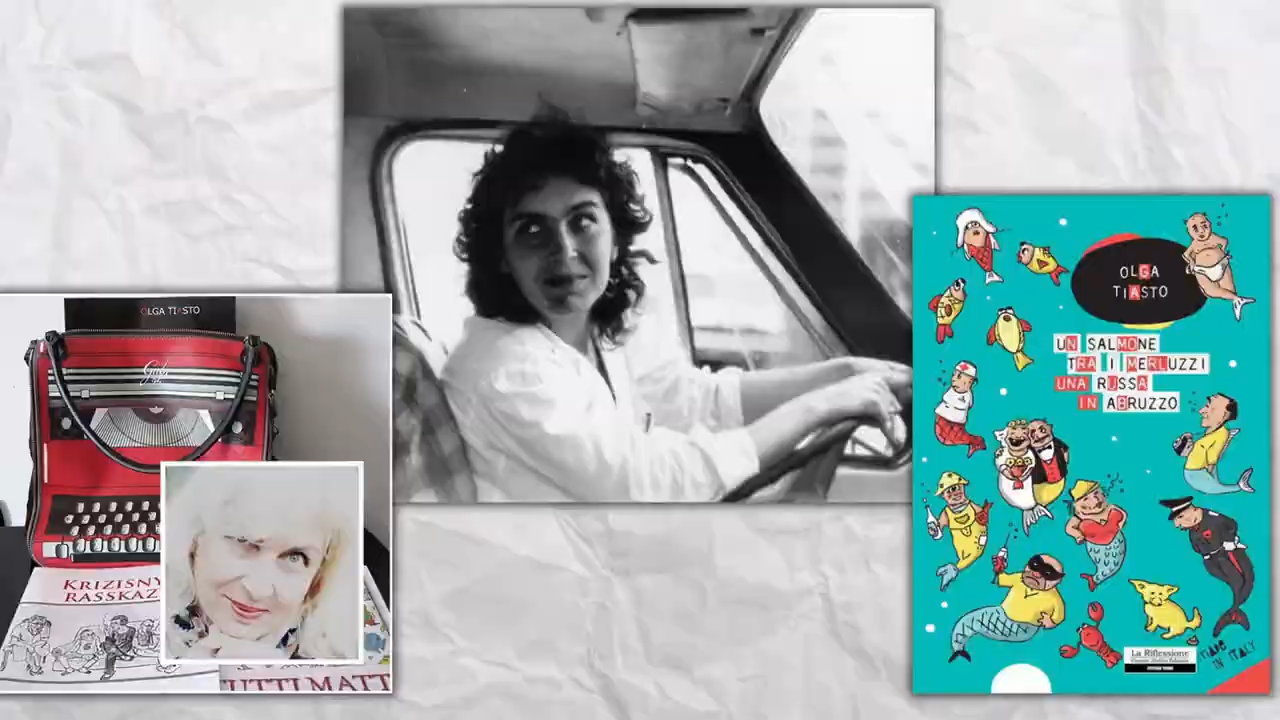 OLGA TIASTO
KRIZISNY
RASSKAZ
TUTTI MATT
OLGA
TIASTO
UN SALMONE
TRA I MERLUZZI
UNA RUSSA
IN ABRUZZO
La Riflessione
MADE
IN ITALY